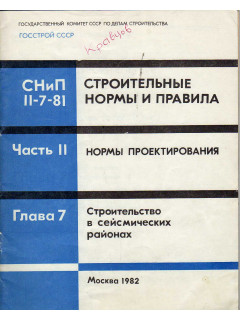 ГОСУДАРСТВЕННЫЙ КОМИТЕТ СССР ПО ДЕЛАМ СТРОИТЕЛЬСТВА
ГОССТРОЙ СССР
Кравцов
СНиП
II-7-81
СТРОИТЕЛЬНЫЕ
НОРМЫ И ПРАВИЛА
Часть II
НОРМЫ ПРОЕКТИРОВАНИЯ
Глава 7
Строительство
в сейсмических
районах
Москва 1982